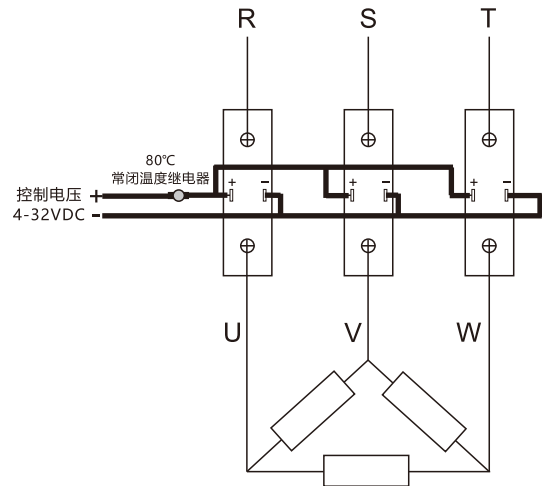 R S T
80℃
常闭温度继电器
控制电压 +
4-32VDC -
+ - + - + -
U V W